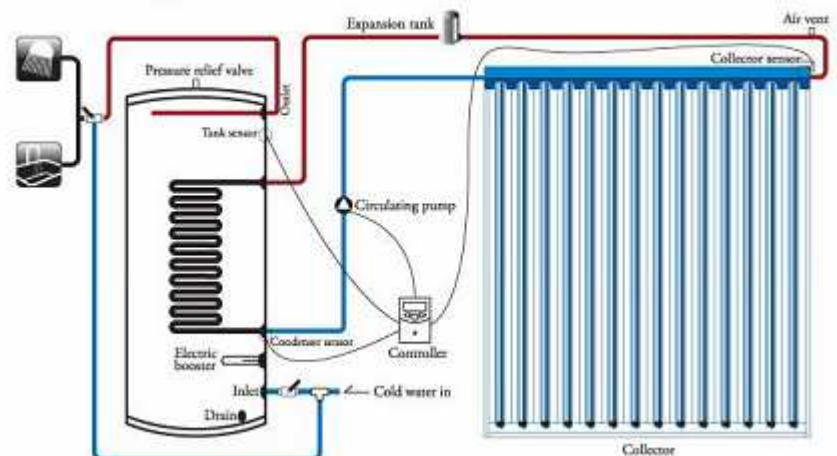 Expansion tank
Air vent
Collector sensor
Pressure relief valve
Outlet
Tank sensor
Circulating pump
Condenser sensor
Controller
Electric
booster
Inlet
Cold water in
Drain
Collector